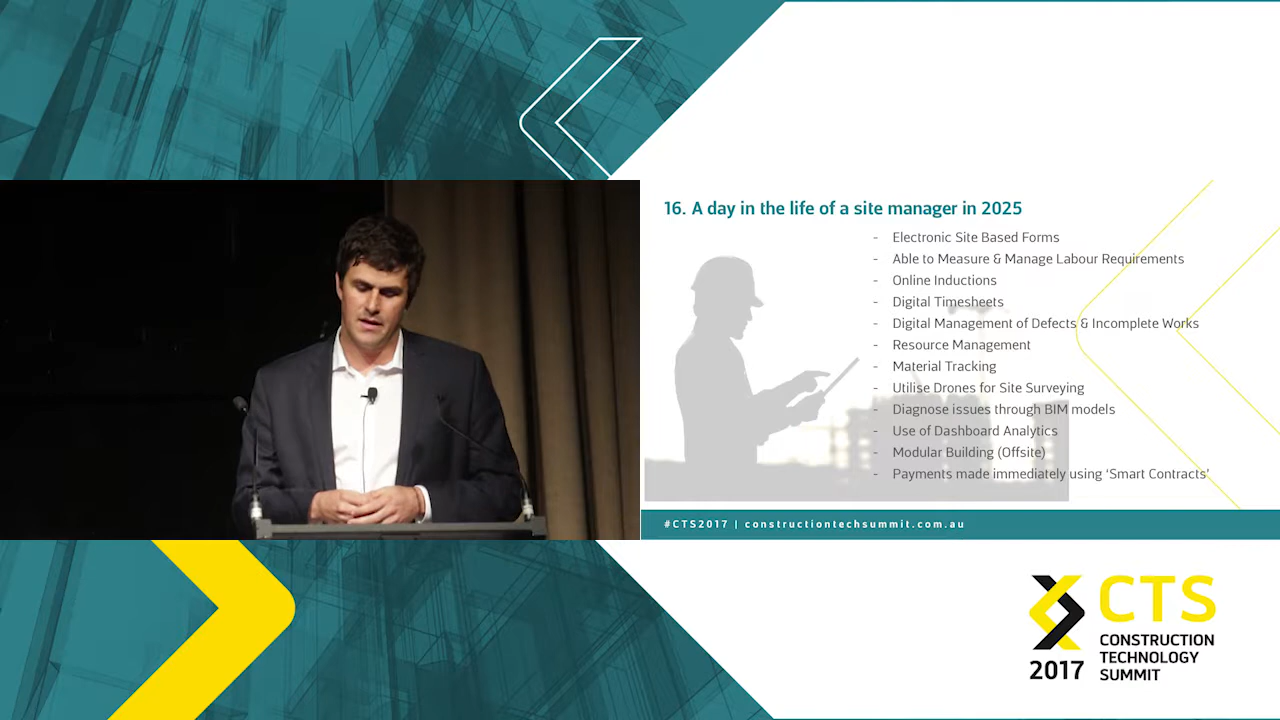 16. A day in the life of a site manager in 2025
- Electronic Site Based Forms
- Able to Measure & Manage Labour Requirements
- Online Inductions
- Digital Timesheets
- Digital Management of Defects & Incomplete Works
- Resource Management
- Material Tracking
- Utilise Drones for Site Surveying
- Diagnose issues through BIM models
- Use of Dashboard Analytics
- Modular Building (Offsite)
- Payments made immediately using ‘Smart Contracts’
#CTS2017 | constructiontechsummit.com.au
CTS
CONSTRUCTION
TECHNOLOGY
SUMMIT
2017